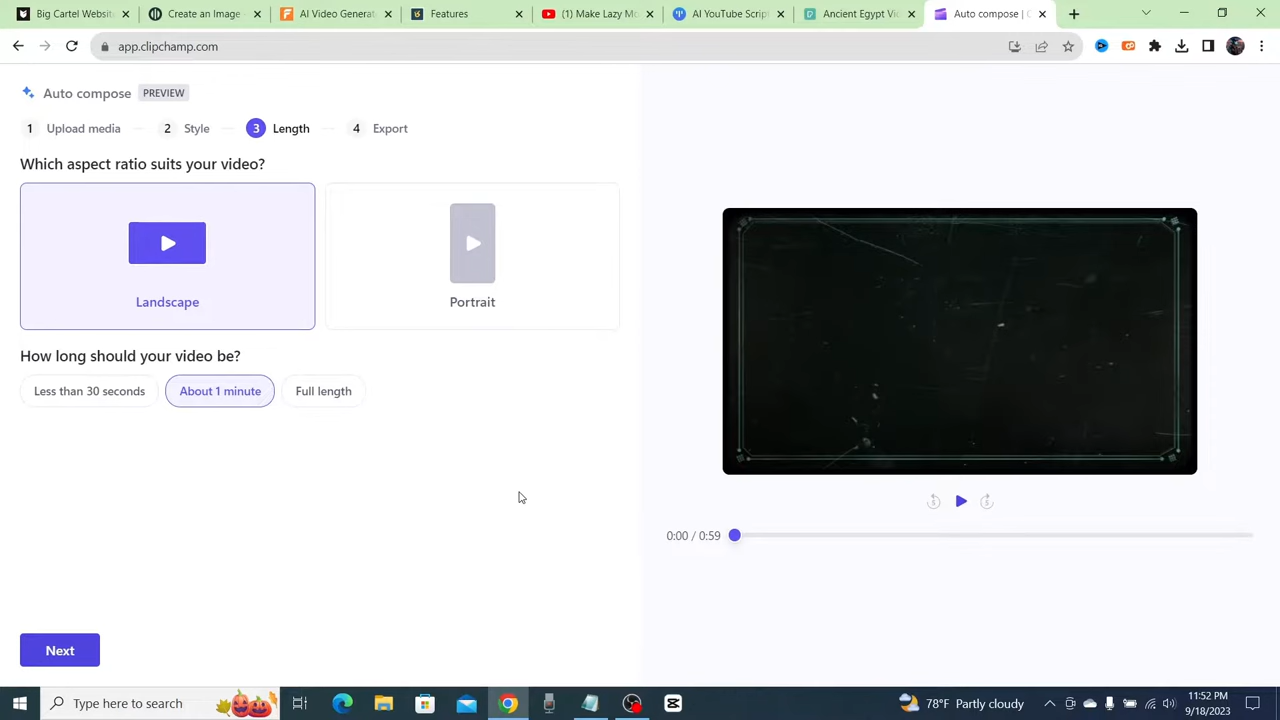 Big Cartel Websit
Create an Image
AI Video Generat
Features
(1) Make Lazy Mo
AI YouTube Script
Ancient Egypt Vi
Auto compose | C
app.clipchamp.com
Auto compose PREVIEW
1 Upload media 2 Style 3 Length 4 Export
Which aspect ratio suits your video?
Landscape
Portrait
How long should your video be?
Less than 30 seconds About 1 minute Full length
5 5
0:00 / 0:59
Next
Type here to search
78°F Partly cloudy
11:52 PM
9/18/2023